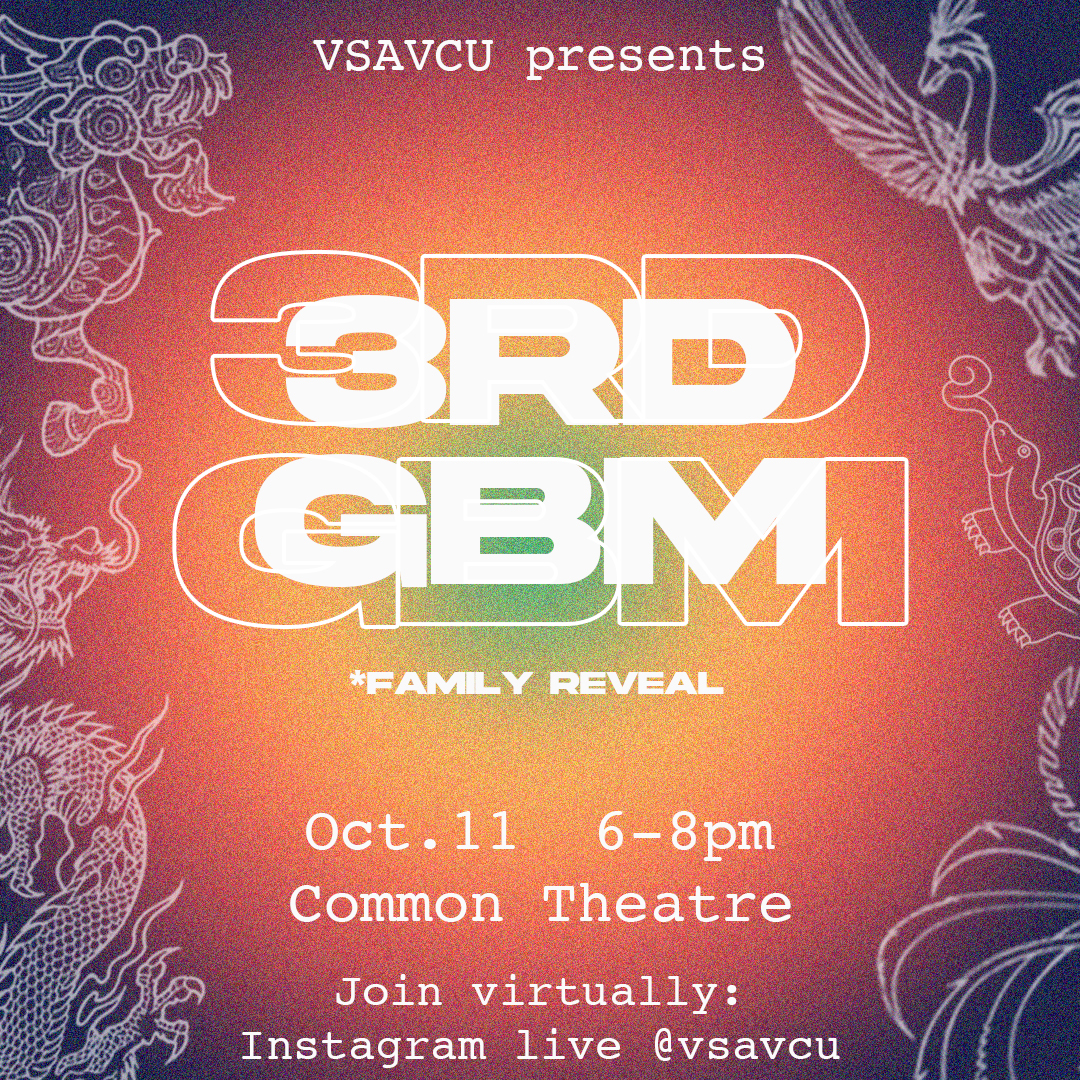 VSAVCU presents
3RD
GBM
*FAMILY REVEAL
Oct.11 6-8pm
Common Theatre
Join virtually:
Instagram live @vsavcu